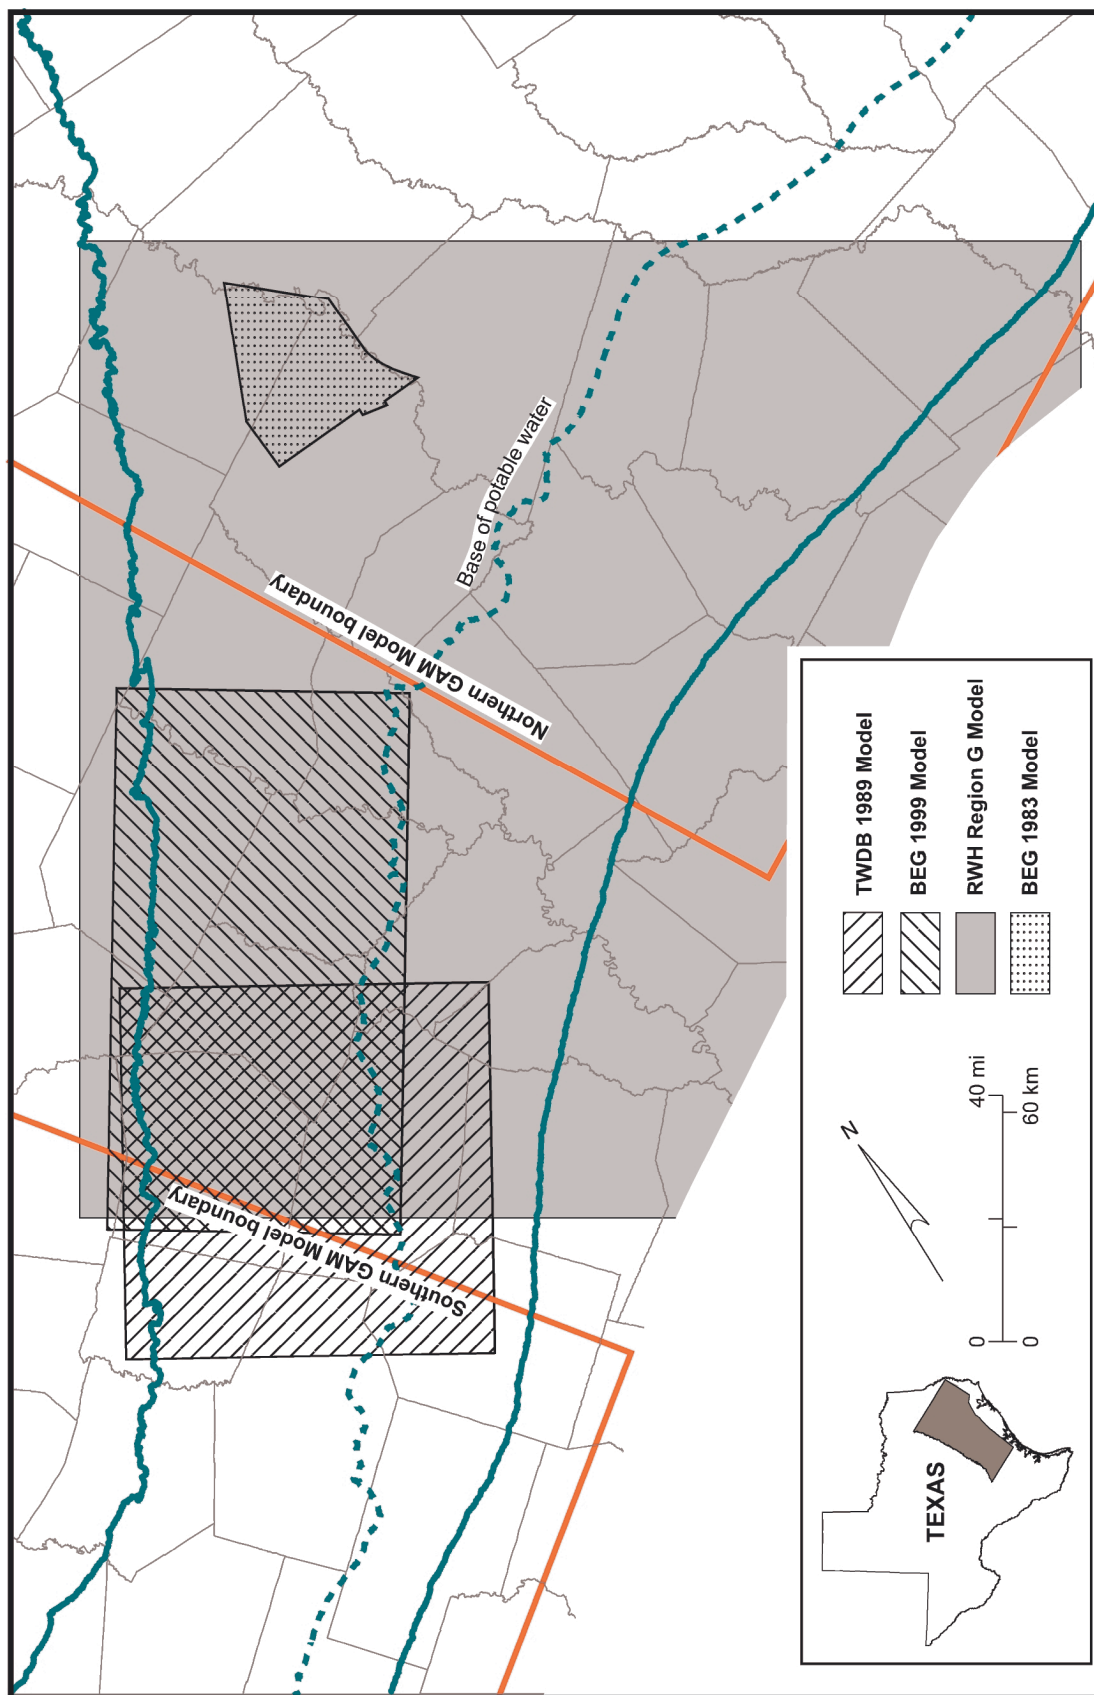 Base of potable water
Northern GAM Model boundary
Southern GAM Model boundary
TWDB 1989 Model
BEG 1999 Model
RWH Region G Model
BEG 1983 Model
N
0
40 mi
0
60 km
TEXAS